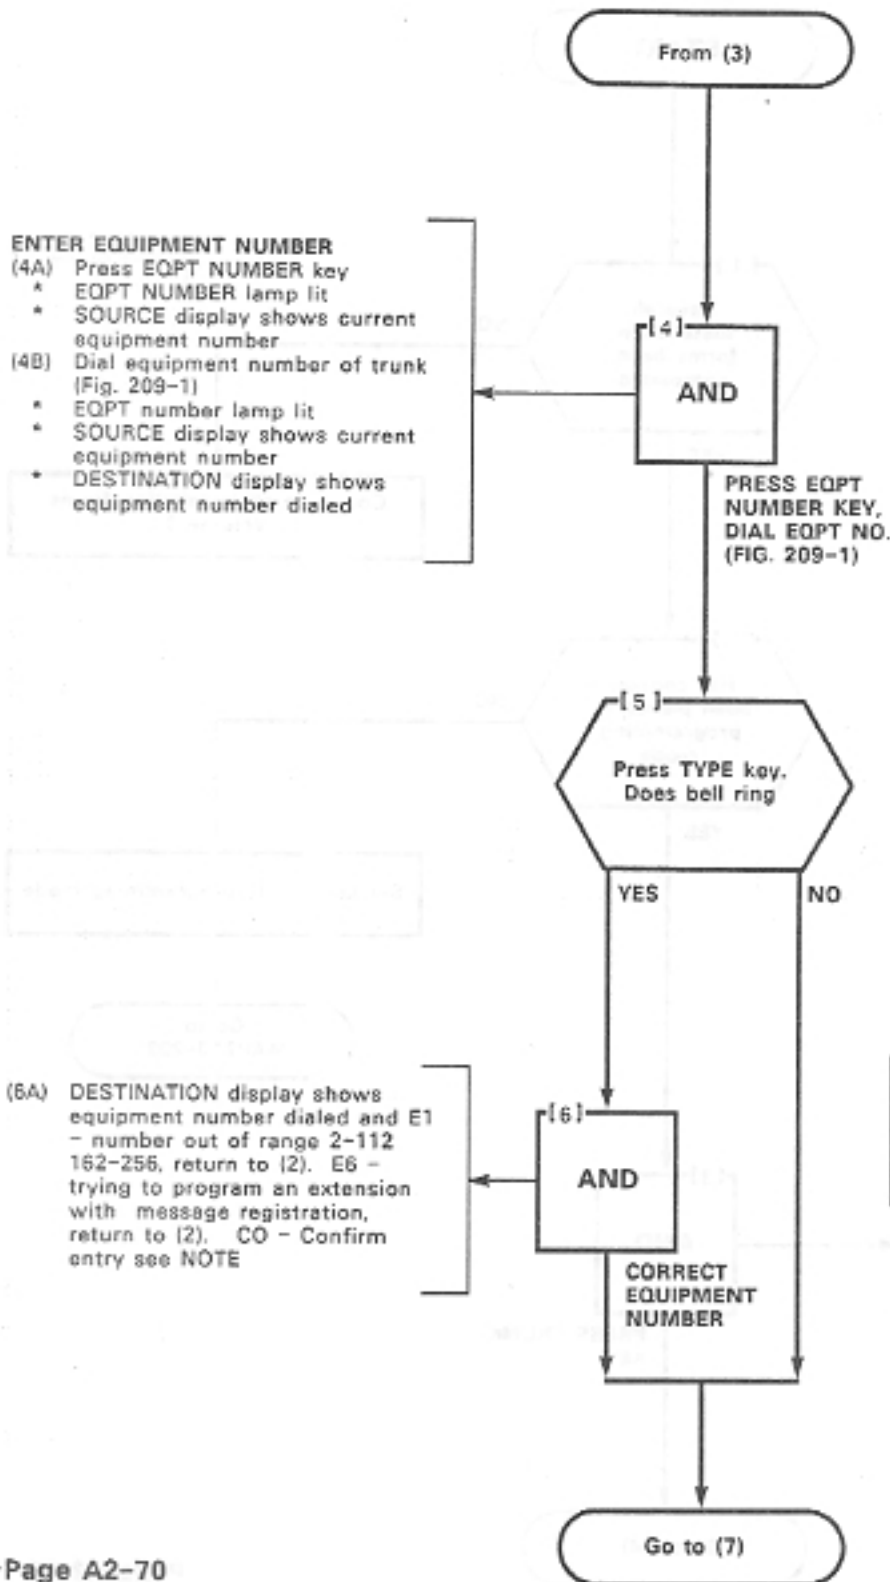 From (3)
ENTER EQUIPMENT NUMBER
(4A) Press EQPT NUMBER key
* EQPT NUMBER lamp lit
* SOURCE display shows current
equipment number
(4B) Dial equipment number of trunk
(Fig. 209-1)
* EQPT number lamp lit
* SOURCE display shows current
equipment number
* DESTINATION display shows
equipment number dialed
[4]
AND
PRESS EQPT
NUMBER KEY,
DIAL EQPT NO.
(FIG. 209-1)
[5]
Press TYPE key.
Does bell ring
YES
NO
(6A) DESTINATION display shows
equipment number dialed and E1
- number out of range 2-112
162-256, return to (2). E6 -
trying to program an extension
with message registration,
return to (2). CO - Confirm
entry see NOTE
[6]
AND
CORRECT
EQUIPMENT
NUMBER
Go to (7)
Page A2-70